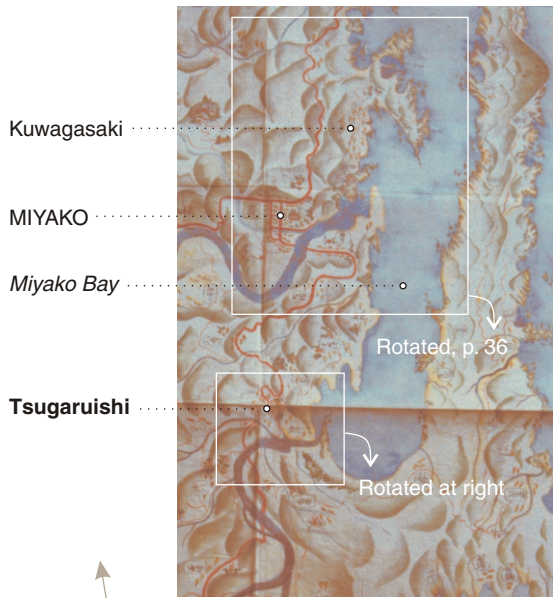 Kuwagasaki
MIYAKO
Miyako Bay
Rotated, p. 36
Tsugaruishi
Rotated at right